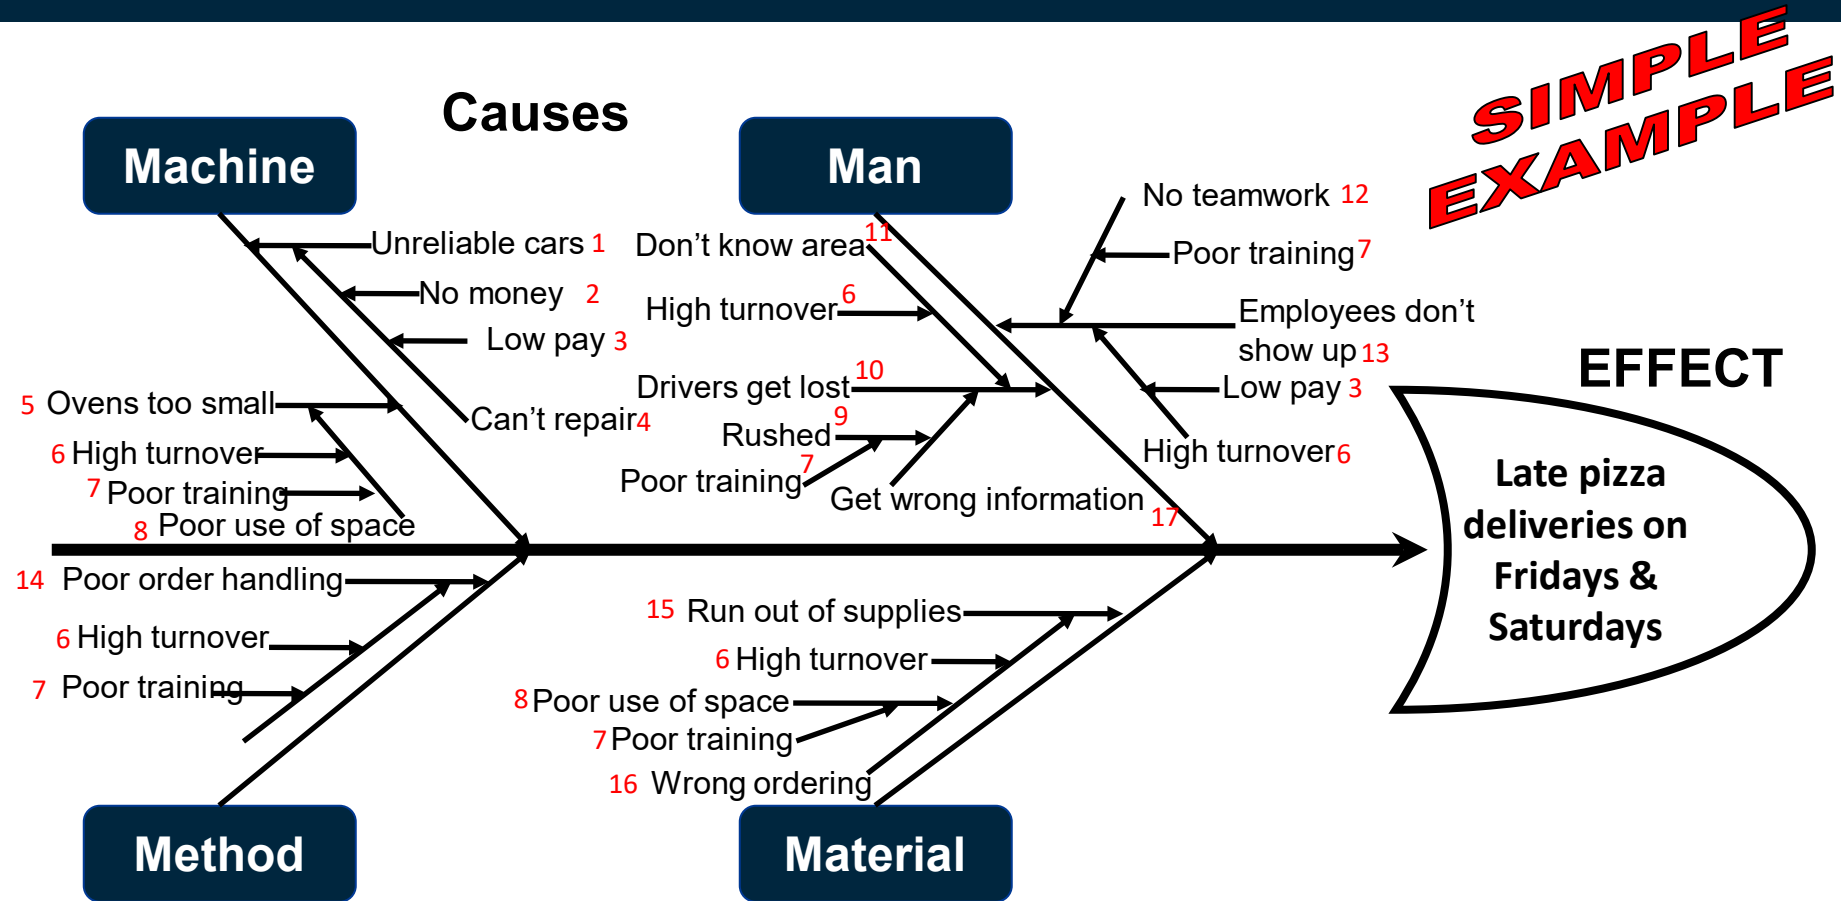 SIMPLE
EXAMPLE
Causes
Machine
Man
Unreliable cars 1
No money 2
Low pay 3
Can't repair 4
5 Ovens too small
6 High turnover
7 Poor training
8 Poor use of space
Don't know area 11
High turnover 6
Drivers get lost 10
Rushed 9
Poor training 7
Get wrong information 17
No teamwork 12
Poor training 7
Employees don't
show up 13
Low pay 3
High turnover 6
EFFECT
Late pizza
deliveries on
Fridays &
Saturdays
14 Poor order handling
6 High turnover
7 Poor training
15 Run out of supplies
6 High turnover
8 Poor use of space
7 Poor training
16 Wrong ordering
Method
Material